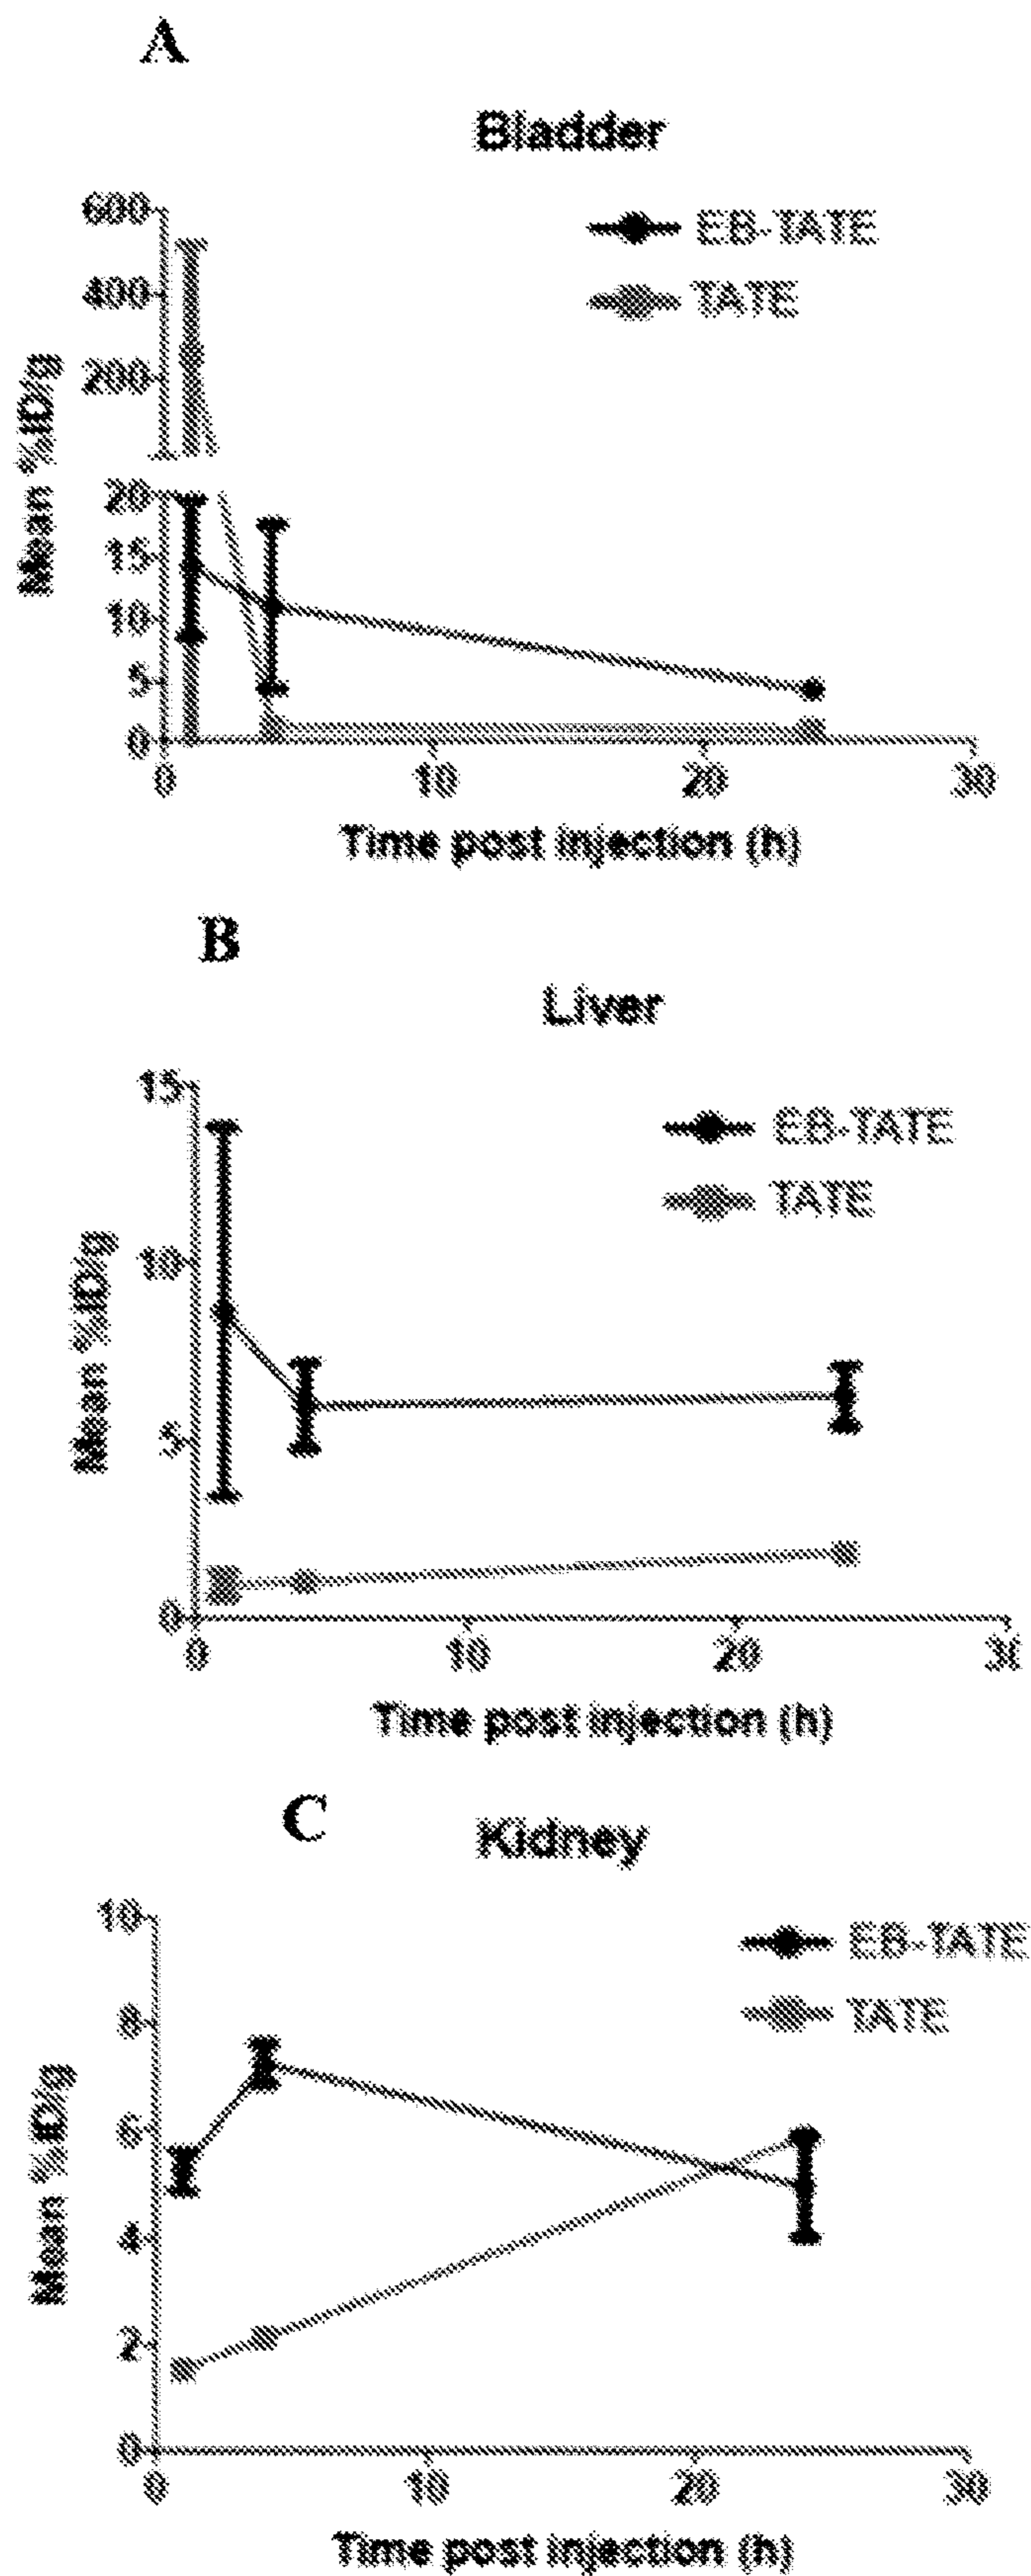 A
Bladder
EB-TATE
TATE
600
400
200
20
15
10
5
0
Mean %ID/g
0 10 20 30
Time post injection (h)
B
Liver
EB-TATE
TATE
15
10
5
0
Mean %ID/g
0 10 20
Time post injection (h)
C
Kidney
EB-TATE
TATE
10
8
6
4
2
0
Mean %ID/g
0 10 20 30
Time post injection (h)